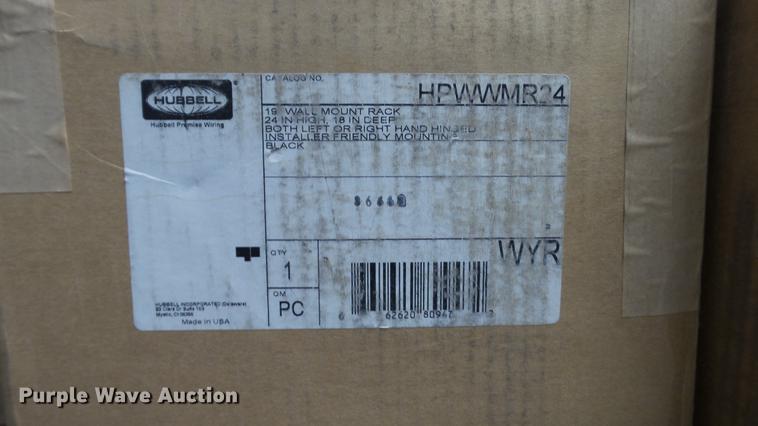 CATALOG NO.
HPWWMR24
HUBBELL
Hubbell Premise Wiring
19" WALL MOUNT RACK
24 IN HIGH, 18 IN DEEP
BOTH LEFT OR RIGHT HAND HINGED
INSTALLER FRIENDLY MOUNTING
BLACK
WYR
QTY
1
PC
62620 80947
HUBBELL INCORPORATED (Delaware)
Made in USA
Purple Wave Auction